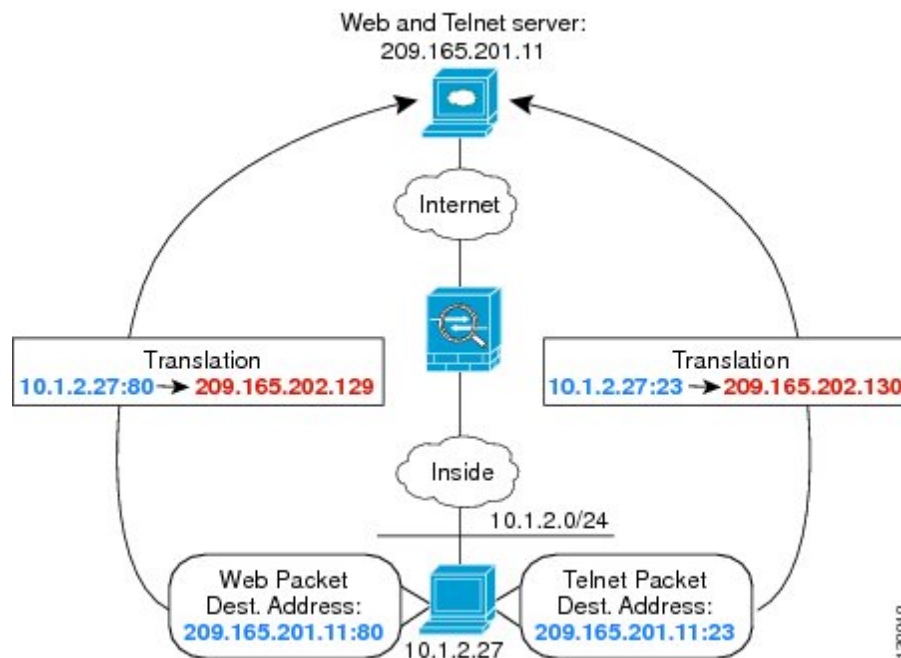 Web and Telnet server:
209.165.201.11
Internet
Translation
10.1.2.27:80 → 209.165.202.129
Translation
10.1.2.27:23 → 209.165.202.130
Inside
10.1.2.0/24
Web Packet
Dest. Address:
209.165.201.11:80
Telnet Packet
Dest. Address:
209.165.201.11:23
10.1.2.27